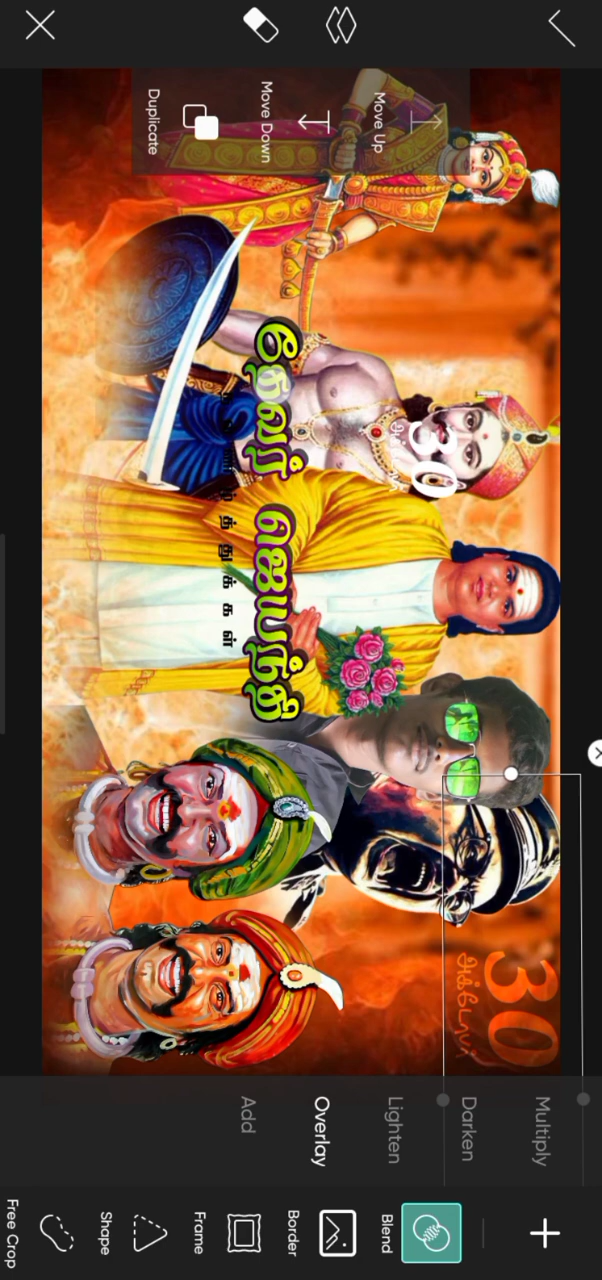 Move Up
Move Down
Duplicate
30
தேவர் ஜெயந்தி
த் து க் க ள்
30
அக்டோபர்
Multiply
Darken
Lighten
Overlay
Add
Blend
Border
Frame
Shape
Free Crop